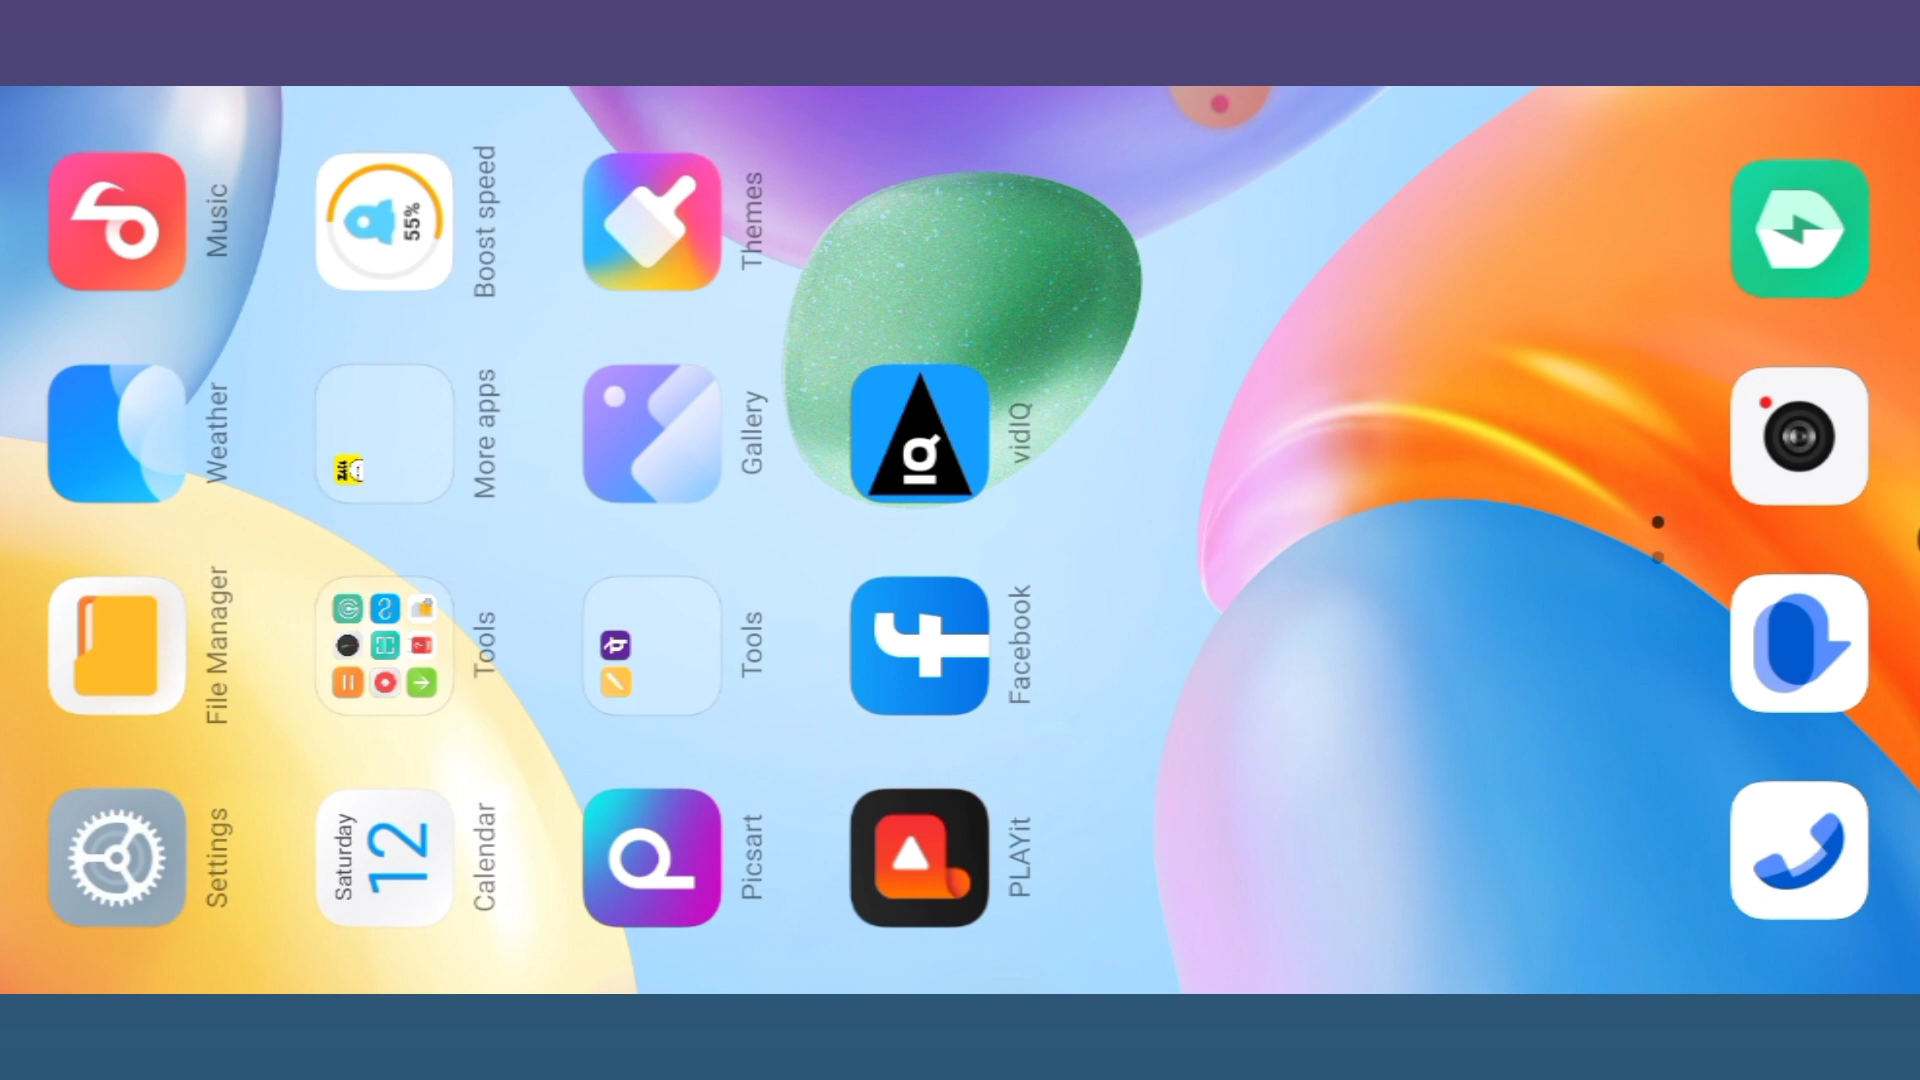 Settings File Manager Weather Music
Saturday
12
55%
Calendar Tools More apps Boost speed
Picsart Tools Gallery Themes
IQ
PLAYit Facebook vidIQ